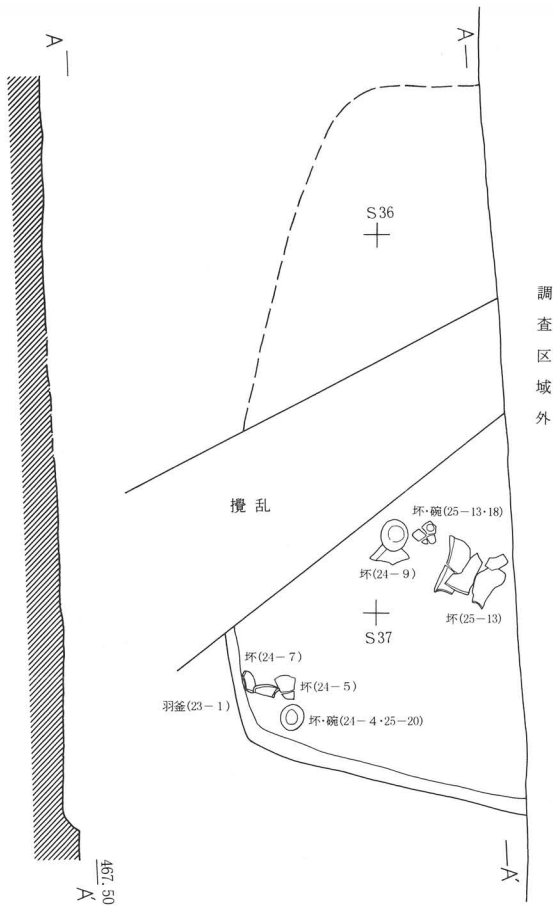 A
A
S36
調査区域外
攪乱
坏・碗(25－13・18)
坏(24－9)
坏(25－13)
S37
坏(24－7)
坏(24－5)
羽釜(23－1)
坏・碗(24－4・25－20)
A′
467.50
A′